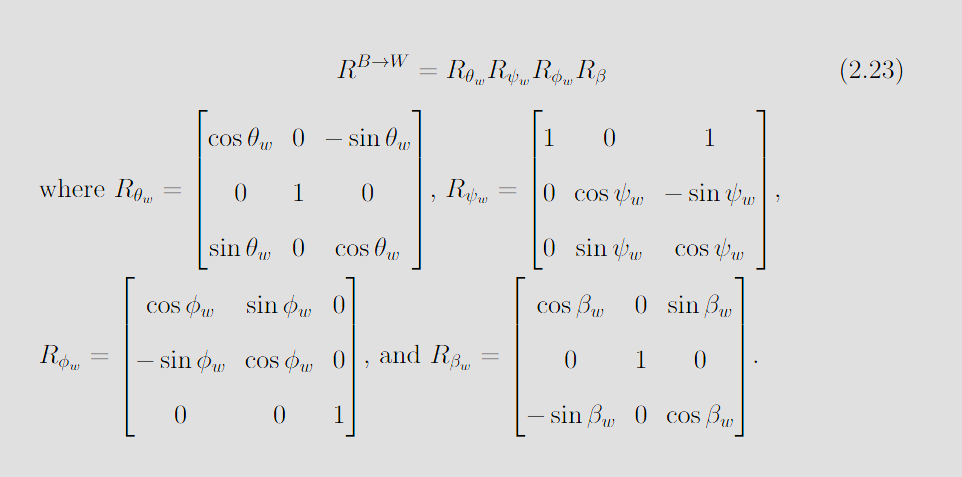 R^{B→W} = R_{θ_w} R_{ψ_w} R_{ϕ_w} R_β (2.23)
where R_{θ_w} = [cos θ_w 0 − sin θ_w; 0 1 0; sin θ_w 0 cos θ_w], R_{ψ_w} = [1 0 1; 0 cos ψ_w − sin ψ_w; 0 sin ψ_w cos ψ_w],
R_{ϕ_w} = [cos ϕ_w sin ϕ_w 0; − sin ϕ_w cos ϕ_w 0; 0 0 1], and R_{β_w} = [cos β_w 0 sin β_w; 0 1 0; − sin β_w 0 cos β_w].